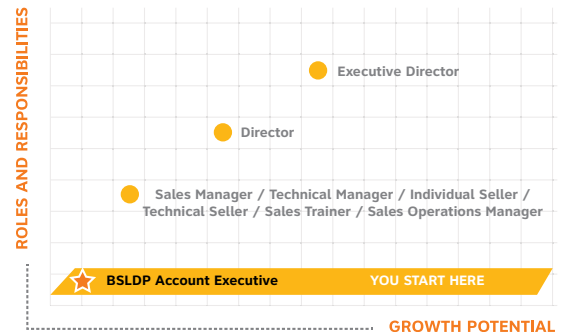 ROLES AND RESPONSIBILITIES
Executive Director
Director
Sales Manager / Technical Manager / Individual Seller /
Technical Seller / Sales Trainer / Sales Operations Manager
BSLDP Account Executive YOU START HERE
GROWTH POTENTIAL